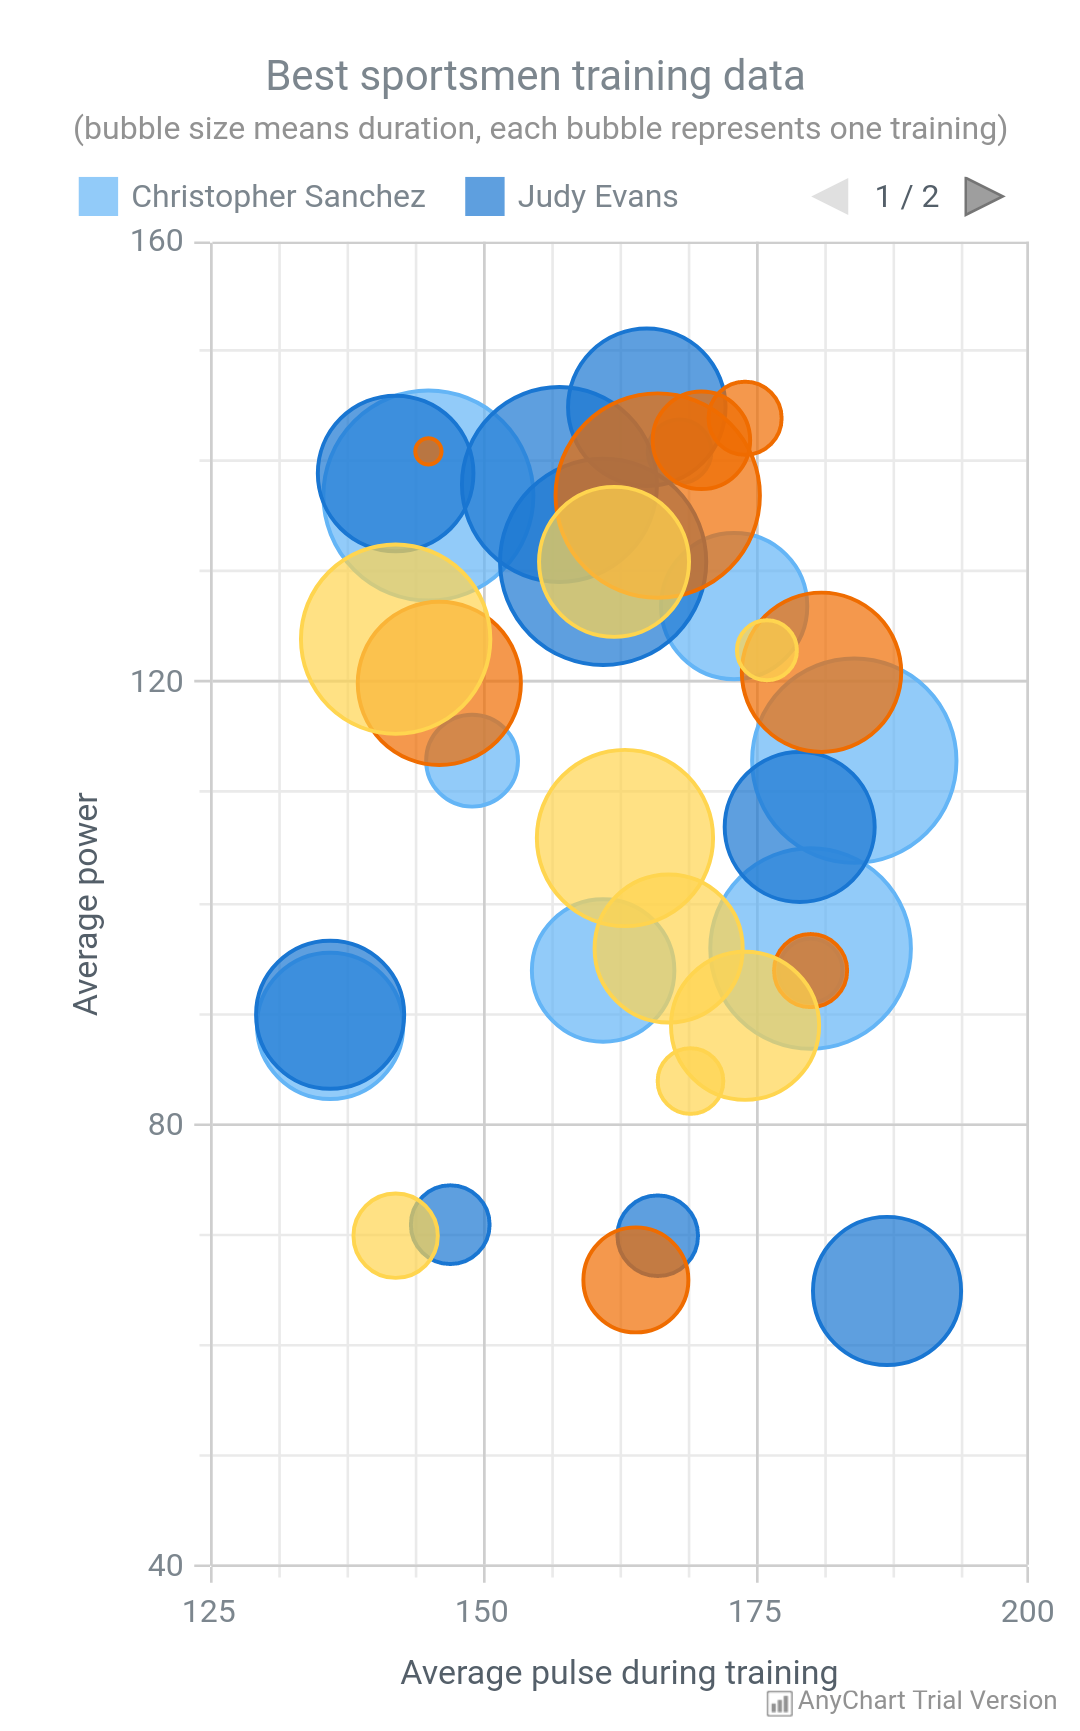 Best sportsmen training data
(bubble size means duration, each bubble represents one training)
Christopher Sanchez
Judy Evans
1 / 2
160
120
80
40
Average power
125
150
175
200
Average pulse during training
AnyChart Trial Version